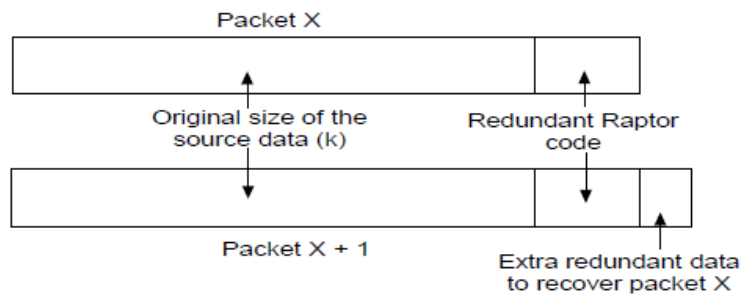 Packet X
Original size of the
source data (k)
Redundant Raptor
code
Packet X + 1
Extra redundant data
to recover packet X